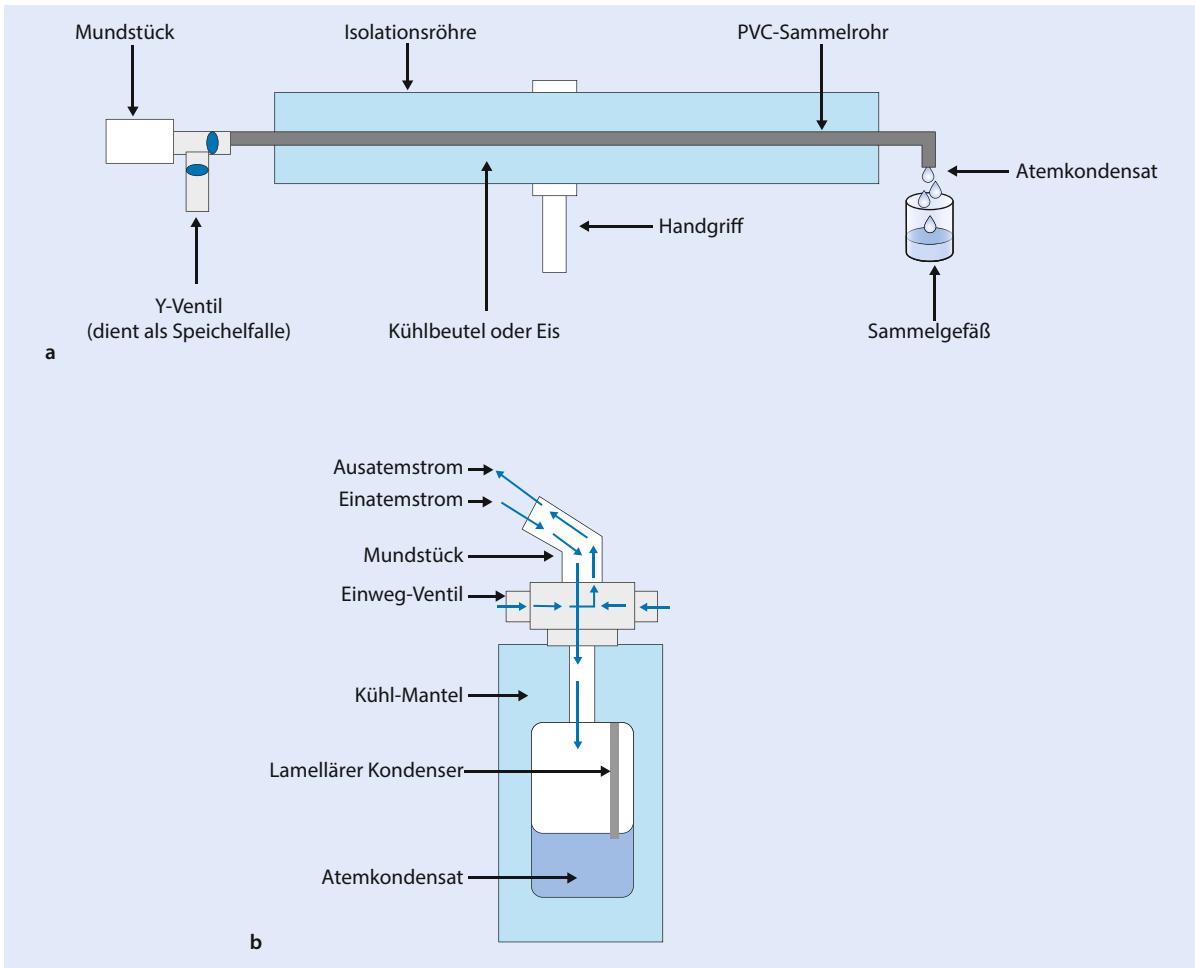 Mundstück
Isolationsröhre
PVC-Sammelrohr
Atemkondensat
Handgriff
Y-Ventil
(dient als Speichelfalle)
Kühlbeutel oder Eis
Sammelgefäß
a
Ausatemstrom
Einatemstrom
Mundstück
Einweg-Ventil
Kühl-Mantel
Lamellärer Kondenser
Atemkondensat
b